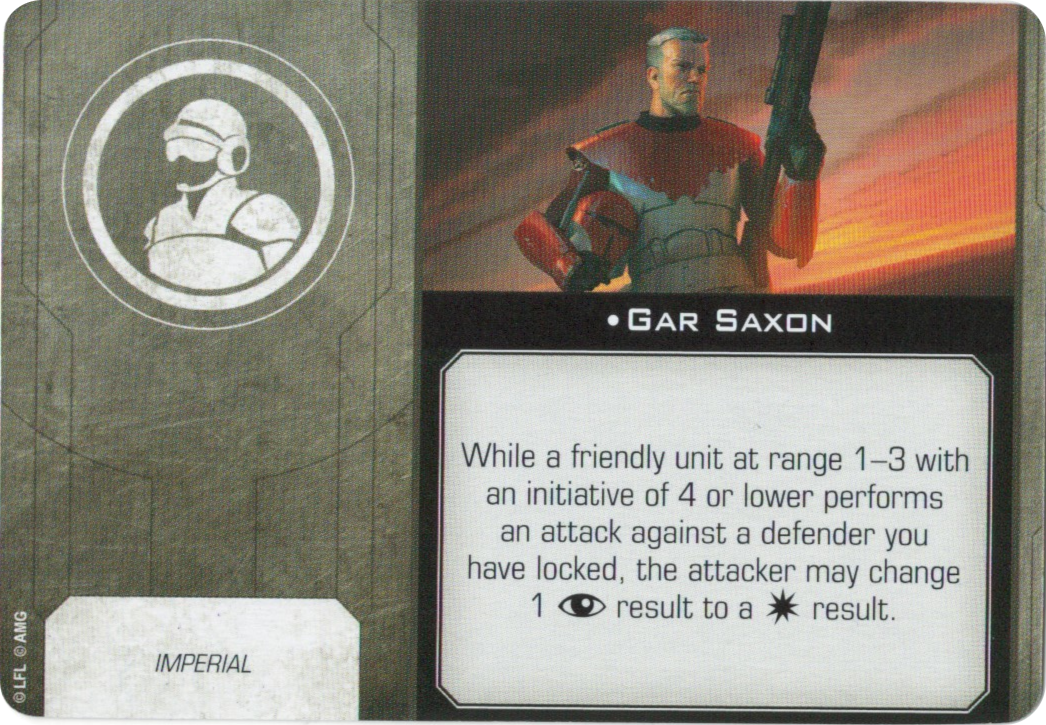 • GAR SAXON
While a friendly unit at range 1–3 with
an initiative of 4 or lower performs
an attack against a defender you
have locked, the attacker may change
1 result to a result.
IMPERIAL
© LFL © AMG